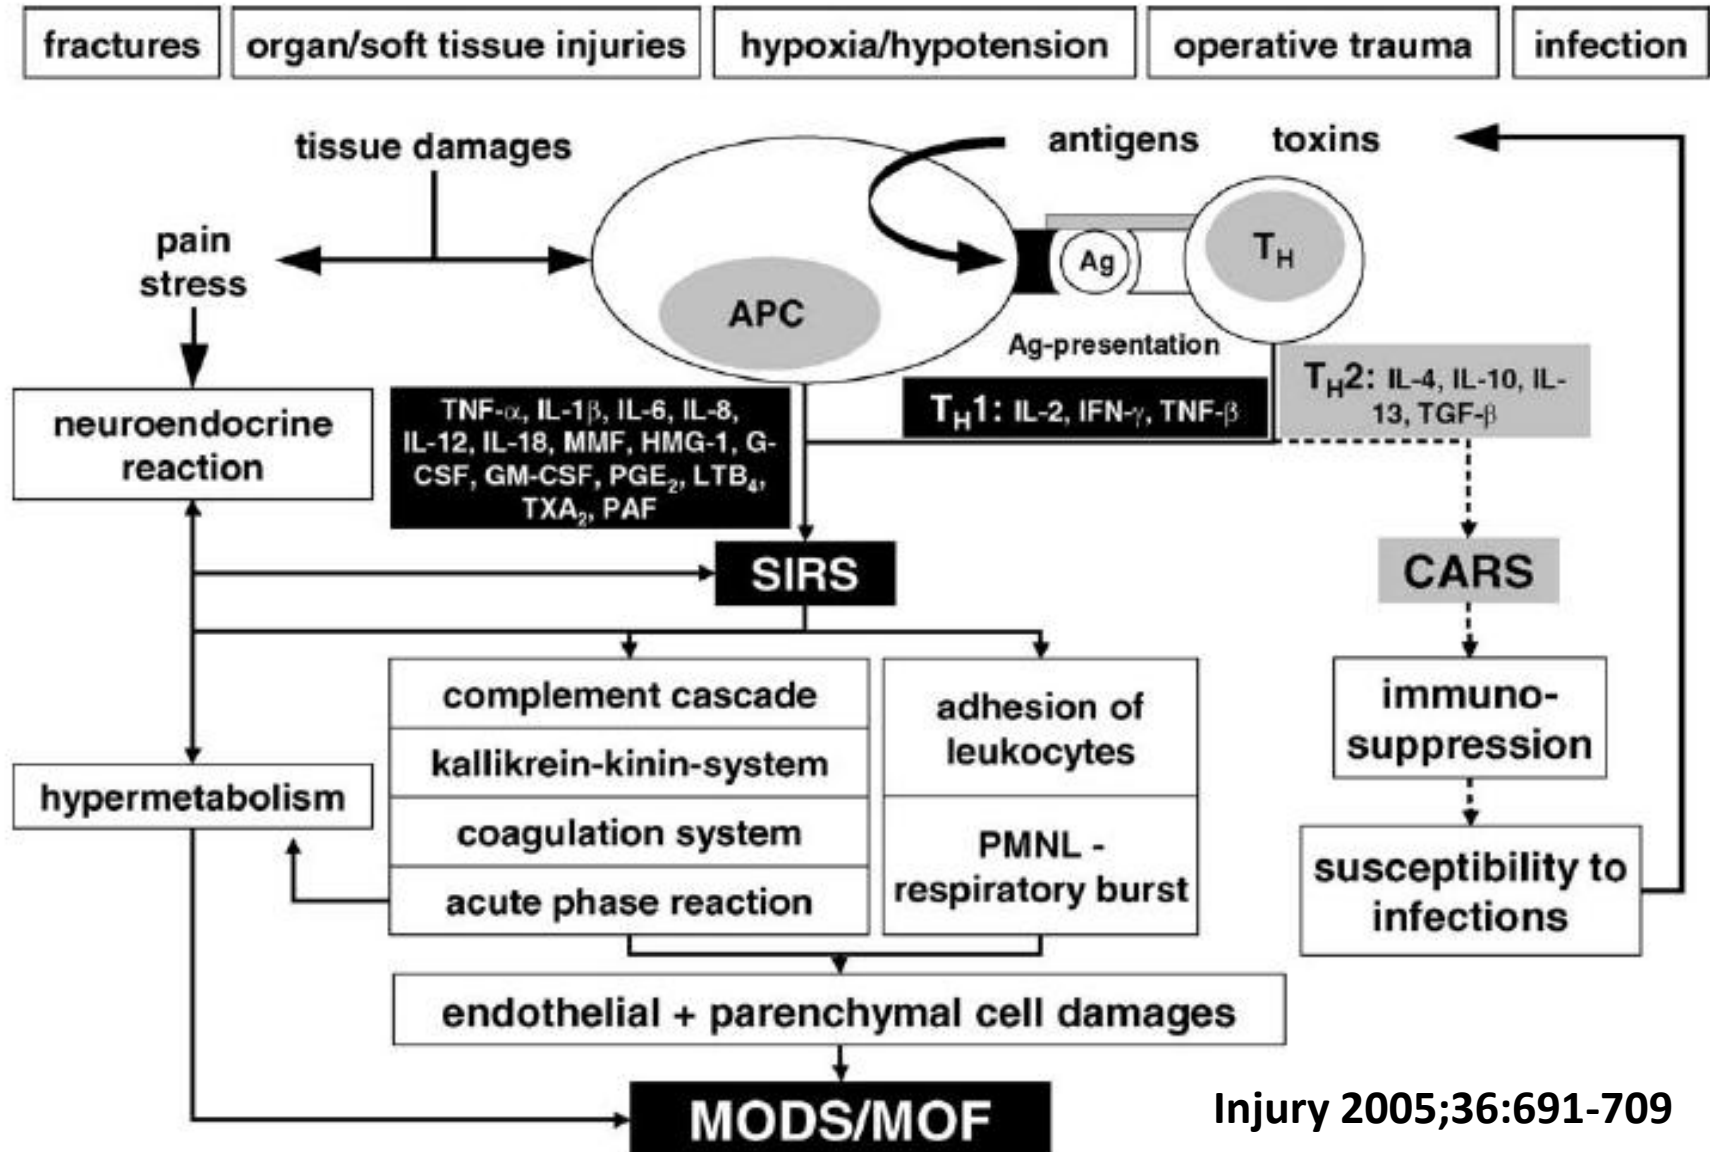 fractures
organ/soft tissue injuries
hypoxia/hypotension
operative trauma
infection
tissue damages
antigens
toxins
pain
stress
APC
Ag
T_H
Ag-presentation
neuroendocrine
reaction
TNF-α, IL-1β, IL-6, IL-8,
IL-12, IL-18, MMF, HMG-1, G-
CSF, GM-CSF, PGE₂, LTB₄,
TXA₂, PAF
T_H1: IL-2, IFN-γ, TNF-β
T_H2: IL-4, IL-10, IL-
13, TGF-β
SIRS
CARS
complement cascade
kallikrein-kinin-system
coagulation system
acute phase reaction
adhesion of
leukocytes
PMNL -
respiratory burst
immuno-
suppression
hypermetabolism
susceptibility to
infections
endothelial + parenchymal cell damages
MODS/MOF
Injury 2005;36:691-709